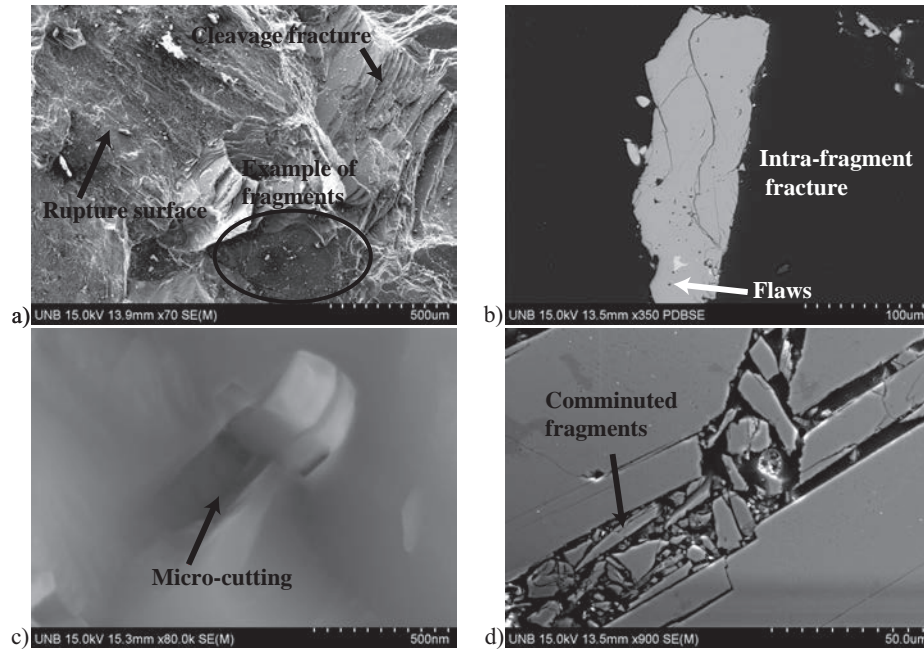 Cleavage fracture
Example of
fragments
Rupture surface
a)
UNB 15.0kV 13.9mm x70 SE(M)
500um
Intra-fragment
fracture
Flaws
b)
UNB 15.0kV 13.5mm x350 PDBSE
100um
Micro-cutting
c)
UNB 15.0kV 15.3mm x80.0k SE(M)
500nm
Comminuted
fragments
d)
UNB 15.0kV 13.5mm x900 SE(M)
50.0um